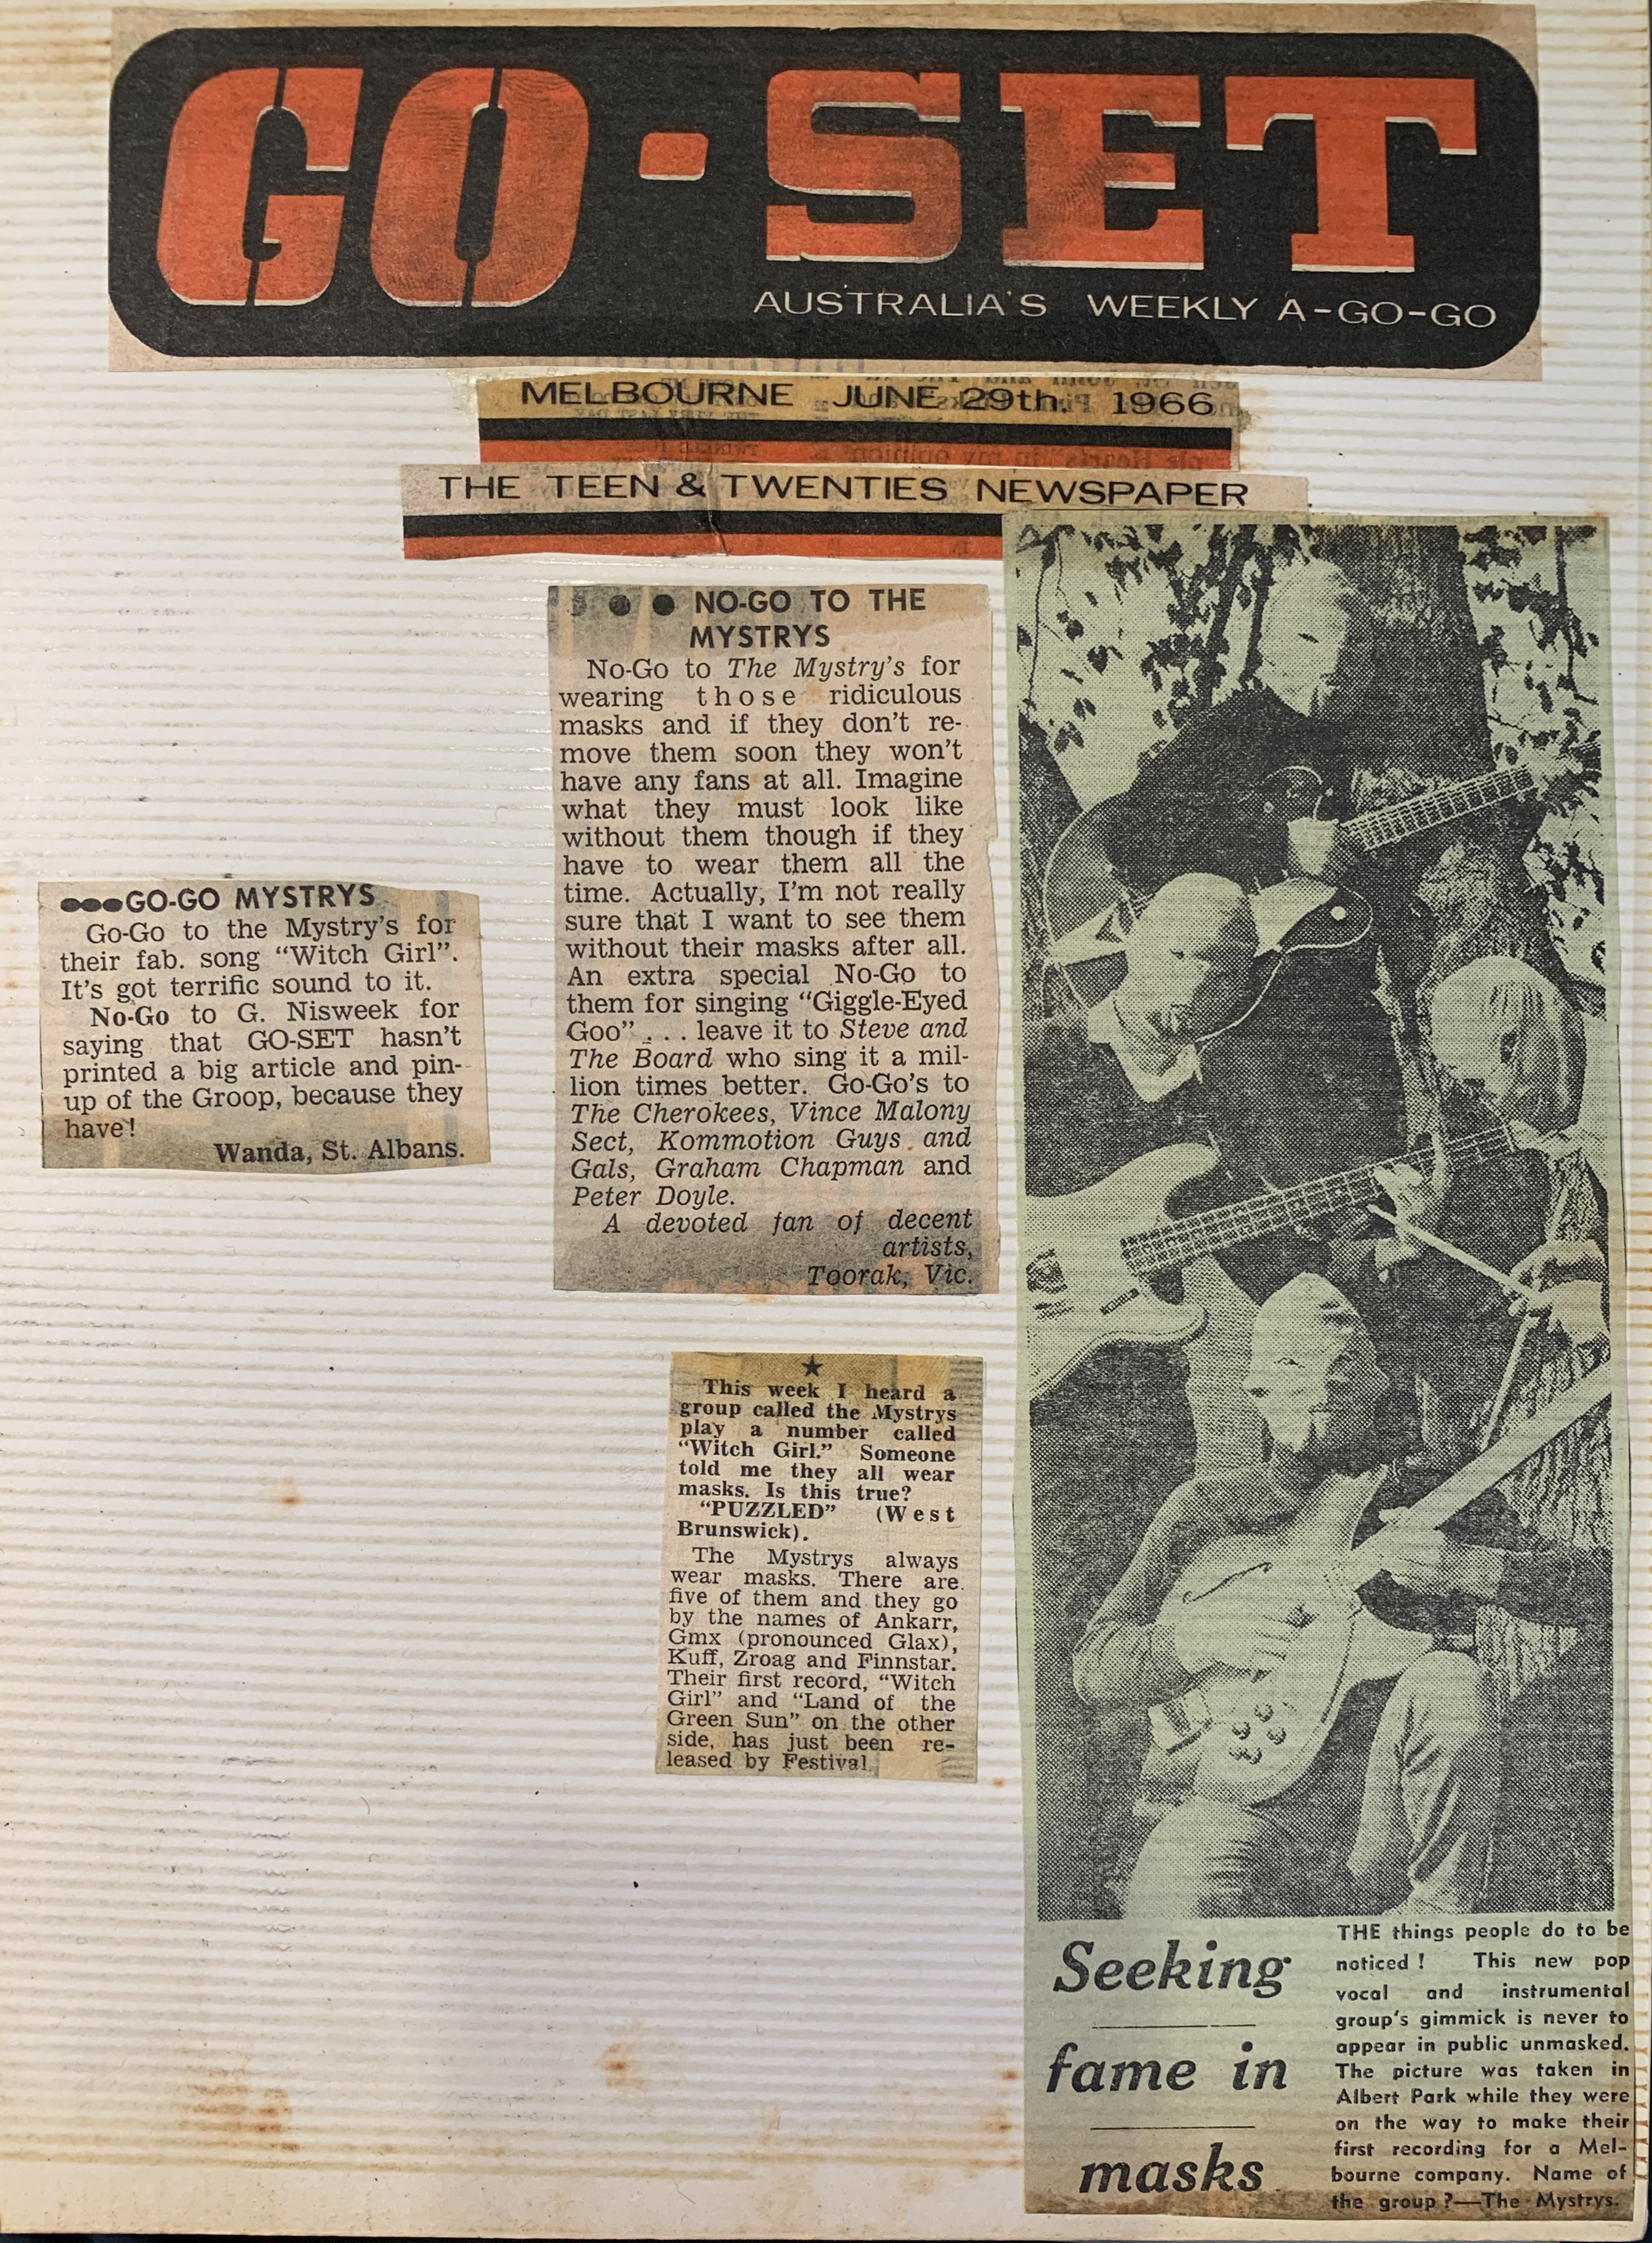 GO·SET
AUSTRALIA'S WEEKLY A-GO-GO
MELBOURNE JUNE 29th. 1966
THE TEEN & TWENTIES NEWSPAPER
●●●GO-GO MYSTRYS
Go-Go to the Mystry's for
their fab. song “Witch Girl”.
It's got terrific sound to it.
No-Go to G. Nisweek for
saying that GO-SET hasn't
printed a big article and pin-
up of the Groop, because they
have!
Wanda, St. Albans.
● ● ● NO-GO TO THE
MYSTRYS
No-Go to The Mystry's for
wearing those ridiculous
masks and if they don't re-
move them soon they won't
have any fans at all. Imagine
what they must look like
without them though if they
have to wear them all the
time. Actually, I'm not really
sure that I want to see them
without their masks after all.
An extra special No-Go to
them for singing “Giggle-Eyed
Goo” . . . leave it to Steve and
The Board who sing it a mil-
lion times better. Go-Go's to
The Cherokees, Vince Malony
Sect, Kommotion Guys and
Gals, Graham Chapman and
Peter Doyle.
A devoted fan of decent
artists,
Toorak, Vic.
★
This week I heard a
group called the Mystrys
play a number called
“Witch Girl.” Someone
told me they all wear
masks. Is this true?
“PUZZLED” (West
Brunswick).
The Mystrys always
wear masks. There are
five of them and they go
by the names of Ankarr,
Gmx (pronounced Glax),
Kuff, Zroag and Finnstar.
Their first record, “Witch
Girl” and “Land of the
Green Sun” on the other
side, has just been re-
leased by Festival
Seeking
fame in
masks
THE things people do to be
noticed! This new pop
vocal and instrumental
group's gimmick is never to
appear in public unmasked.
The picture was taken in
Albert Park while they were
on the way to make their
first recording for a Mel-
bourne company. Name of
the group?—The Mystrys.